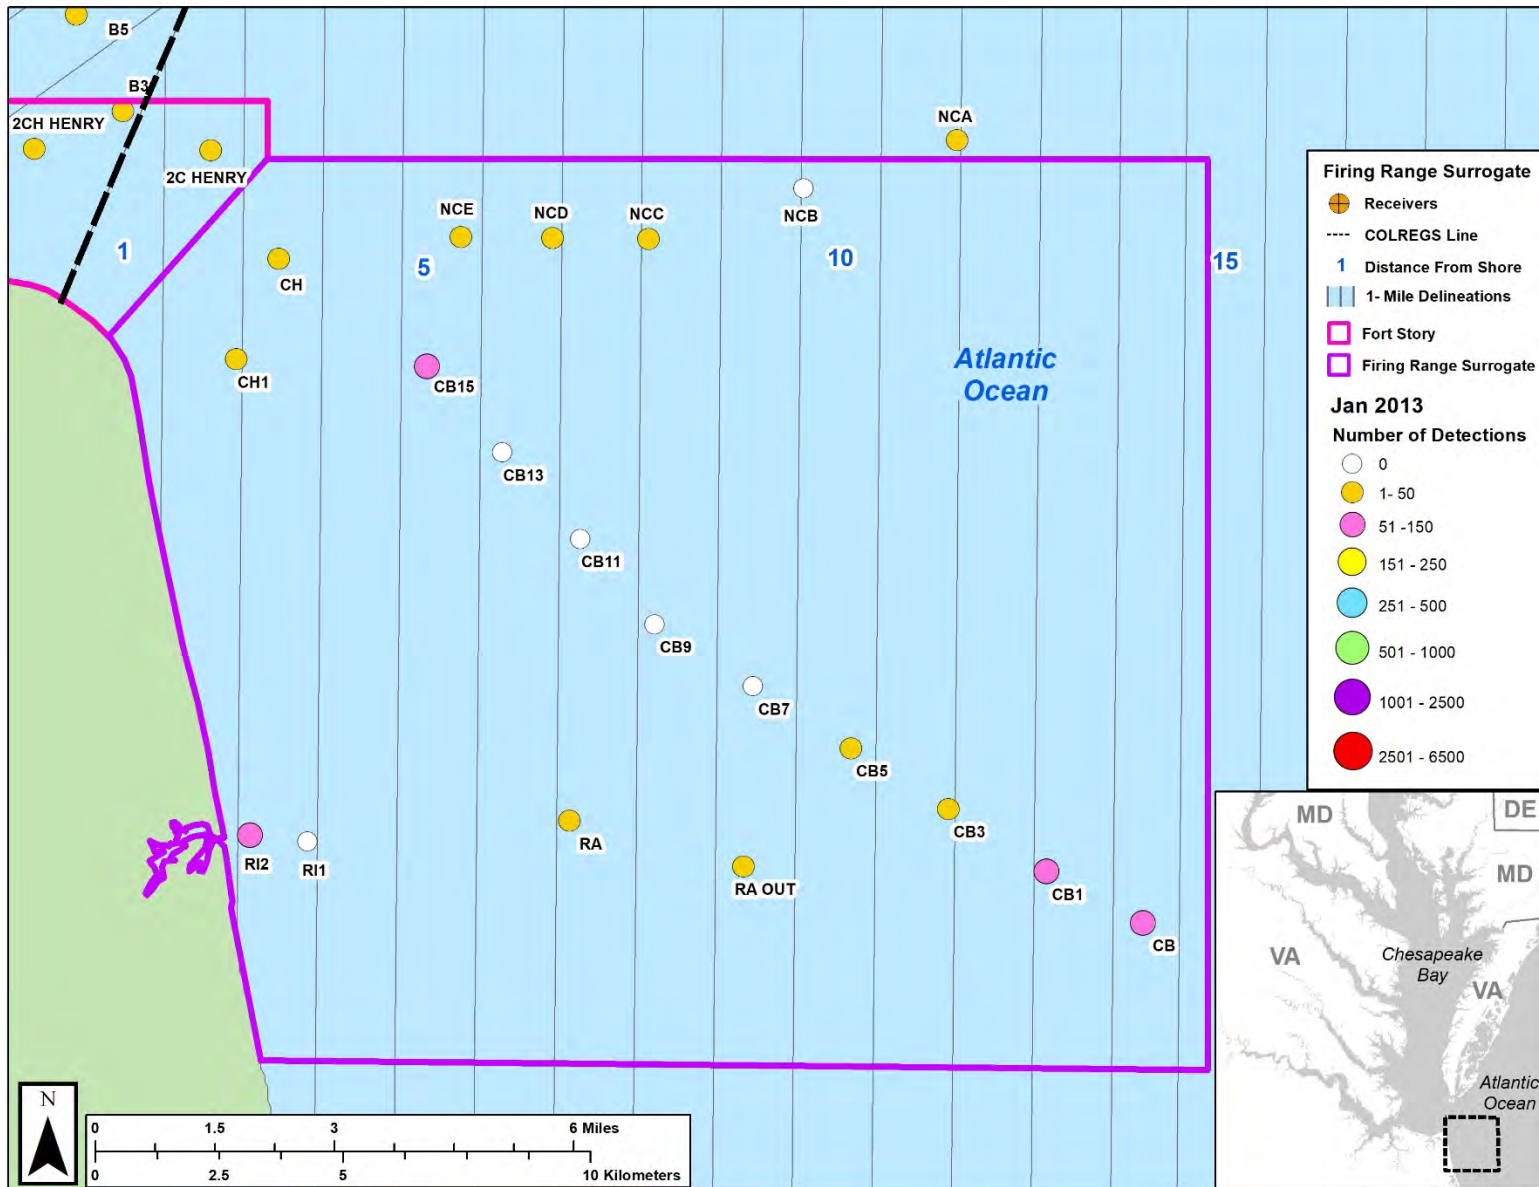 B5
B3
2CH HENRY
2C HENRY
NCA
NCB
NCE
NCD
NCC
CH
1
5
10
15
CH1
CB15
Atlantic
Ocean
CB13
CB11
CB9
CB7
CB5
CB3
RA
RA OUT
RI2
RI1
CB1
CB
Firing Range Surrogate
Receivers
COLREGS Line
1 Distance From Shore
1- Mile Delineations
Fort Story
Firing Range Surrogate
Jan 2013
Number of Detections
0
1- 50
51 -150
151 - 250
251 - 500
501 - 1000
1001 - 2500
2501 - 6500
MD
DE
MD
VA
Chesapeake
Bay
VA
Atlantic
Ocean
N
0 1.5 3 6 Miles
0 2.5 5 10 Kilometers